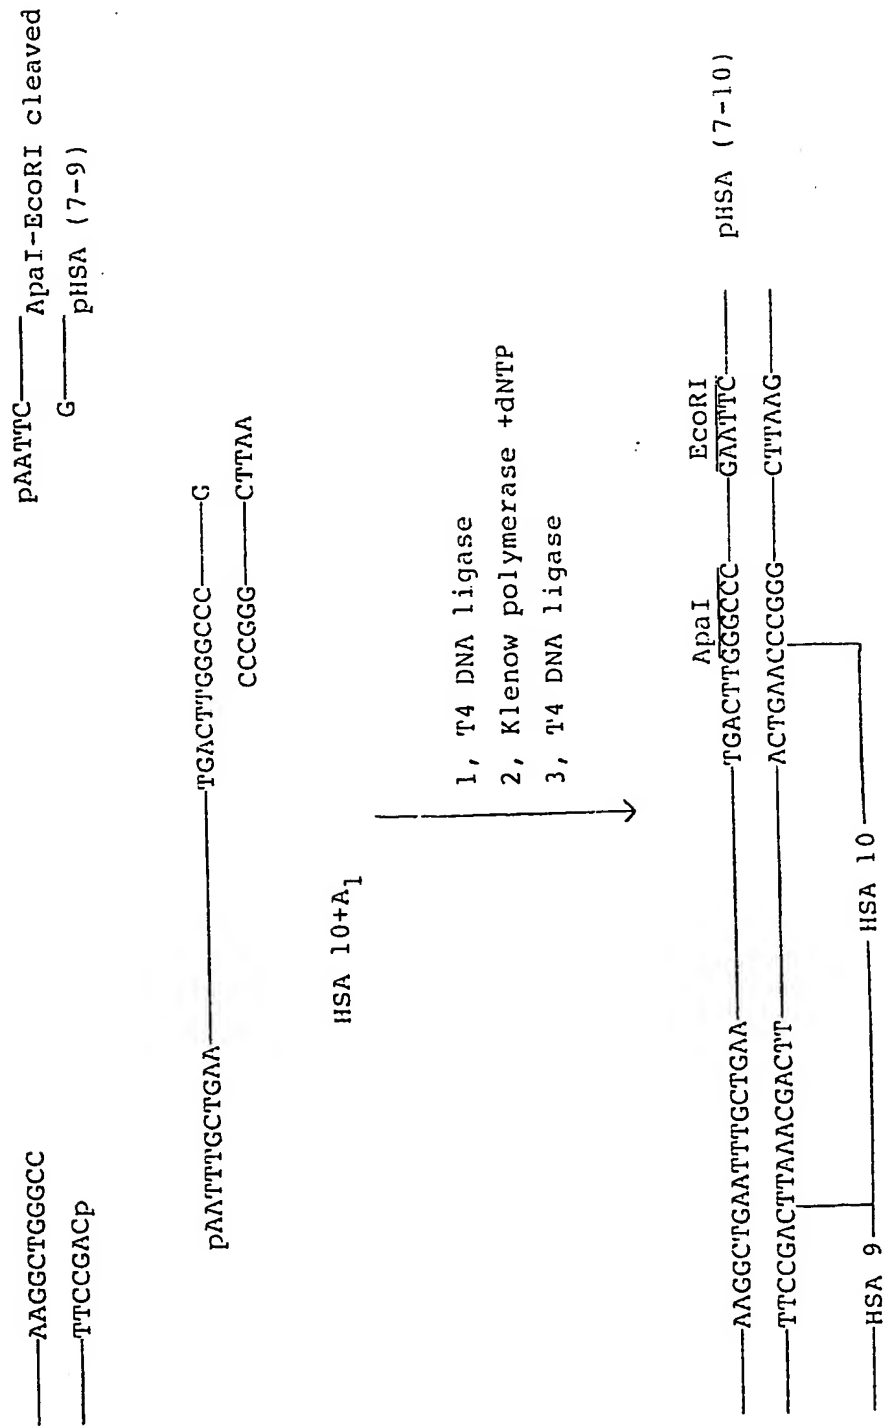 pAATTC
ApaI-EcoRI cleaved
G
pHSA (7-9)
AAGGCTGGGCC
TTCCGACp
pAATTTGCTGAA
TGACTTGGGCCC
G
CCCGGG
CTTAA
HSA 10+A1
1, T4 DNA ligase
2, Klenow polymerase +dNTP
3, T4 DNA ligase
ApaI
EcoRI
pHSA (7-10)
AAGGCTGAATTTGCTGAA
TGACTTGGGCCC
GAATTC
TTCCGACTTAAACGACTT
ACTGAACCCGGG
CTTAAG
HSA 9
HSA 10